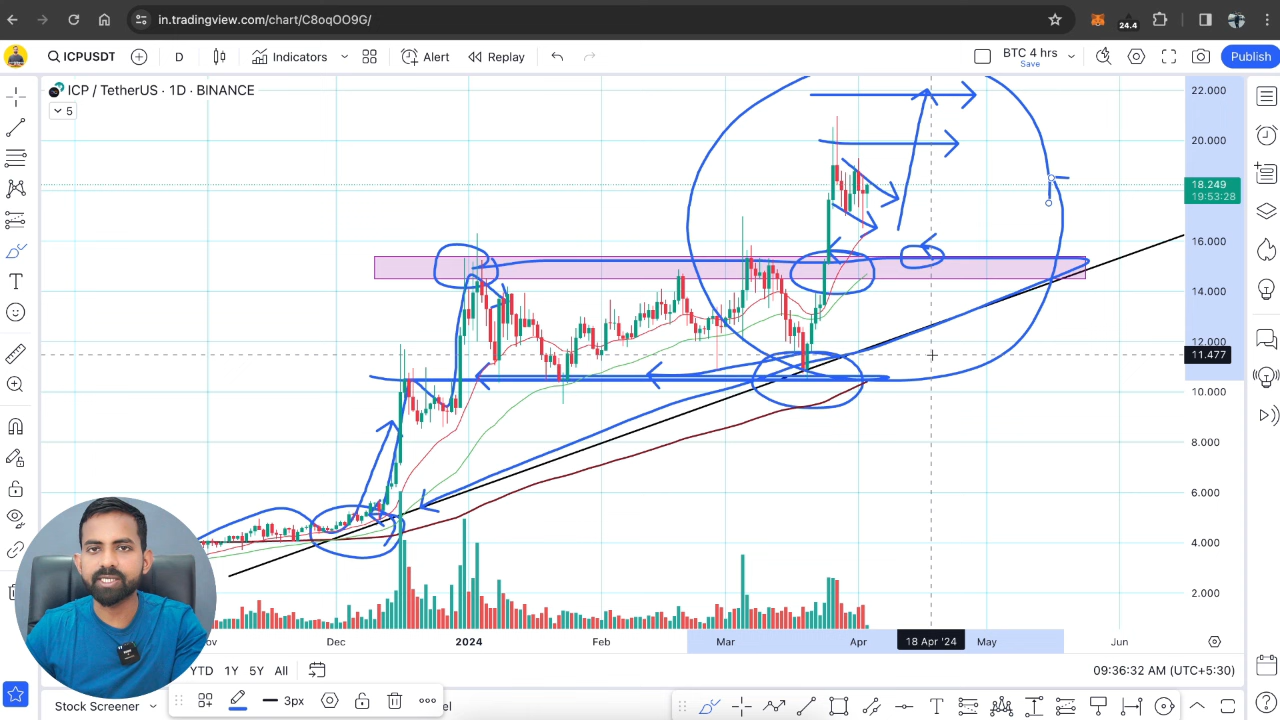 in.tradingview.com/chart/C8oqOO9G/
24.4
ICPUSDT
D
Indicators
Alert
Replay
BTC 4 hrs
Save
Publish
ICP / TetherUS · 1D · BINANCE
5
22.000
20.000
18.249
19:53:28
16.000
14.000
12.000
11.477
10.000
8.000
6.000
4.000
2.000
Dec
2024
Feb
Mar
Apr
18 Apr '24
May
Jun
YTD 1Y 5Y All
09:36:32 AM (UTC+5:30)
Stock Screener
3px